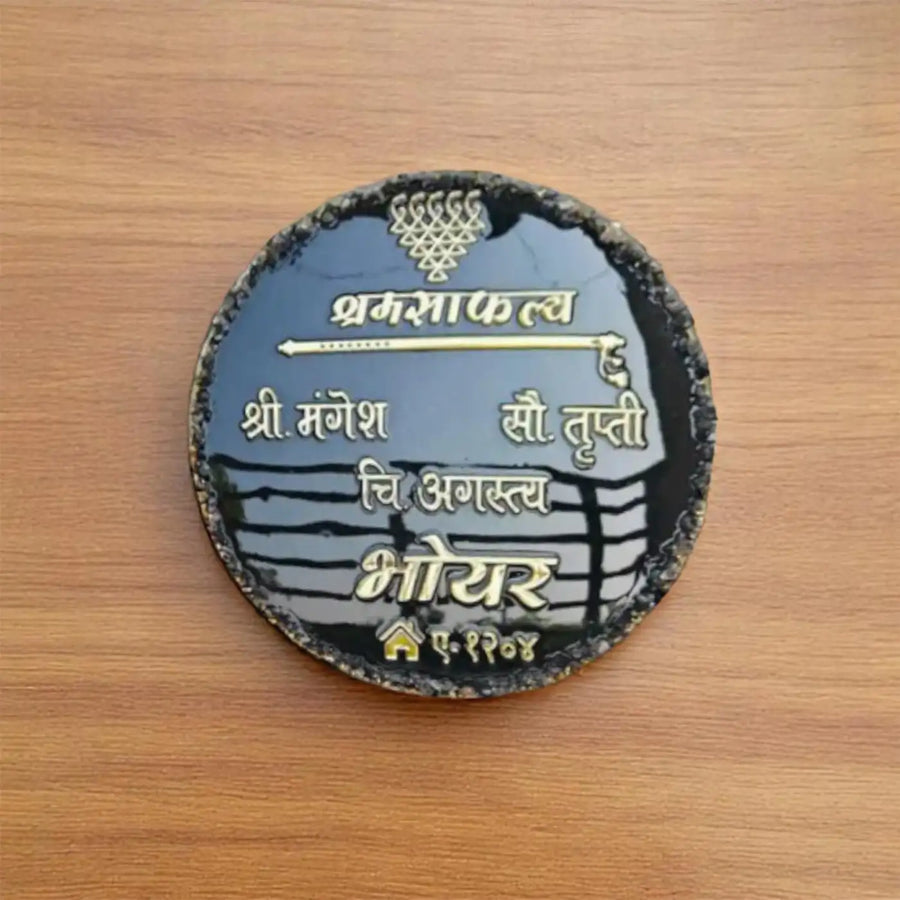 श्रमसाफल्य
श्री. मंगेश सौ. तृप्ती
चि. अगस्त्य
भोयर
ए-१२०४